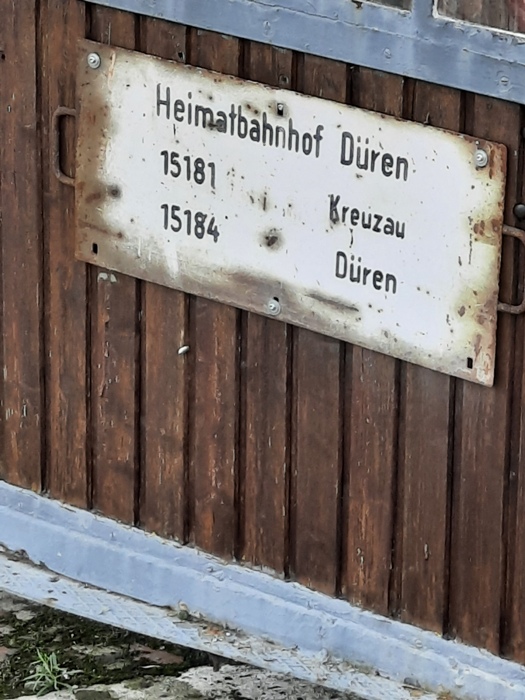 Heimatbahnhof Düren
15181 Kreuzau
15184 Düren